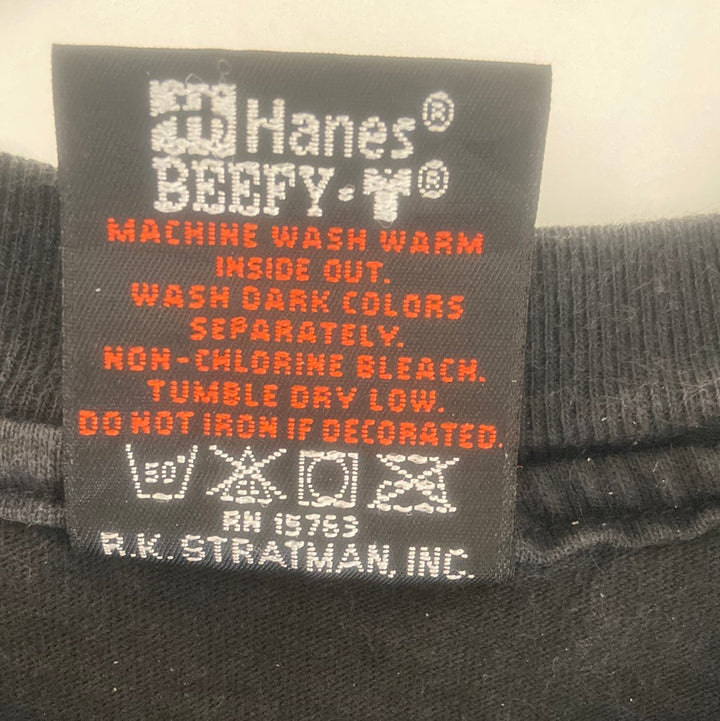 Hanes®
BEEFY-T®
MACHINE WASH WARM
INSIDE OUT.
WASH DARK COLORS
SEPARATELY.
NON-CHLORINE BLEACH.
TUMBLE DRY LOW.
DO NOT IRON IF DECORATED.
50°
RN 15763
R.K. STRATMAN, INC.